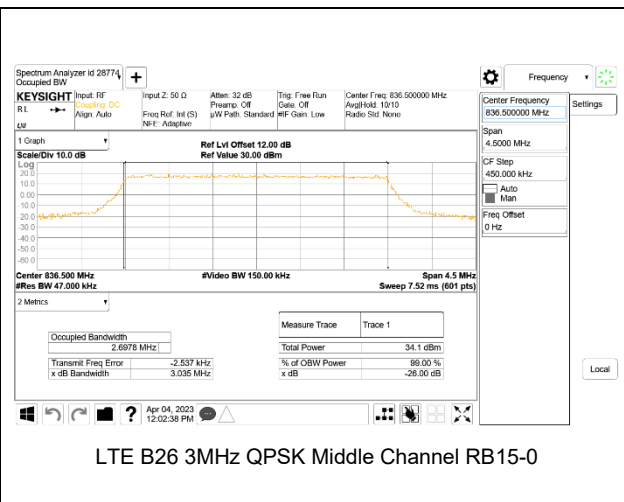 Spectrum Analyzer Id 28774
Occupied BW
+
Frequency
KEYSIGHT
R L
Input: RF
Coupling: DC
Align: Auto
Input Z: 50 Ω
Freq Ref: Int (S)
NFE: Adaptive
Atten: 32 dB
Preamp: Off
µW Path: Standard
Trig: Free Run
Gate: Off
#IF Gain: Low
Center Freq: 836.500000 MHz
Avg|Hold: 10/10
Radio Std: None
Center Frequency
836.500000 MHz
Settings
Span
4.5000 MHz
CF Step
450.000 kHz
Auto
Man
Freq Offset
0 Hz
Local
1 Graph
Scale/Div 10.0 dB
Ref Lvl Offset 12.00 dB
Ref Value 30.00 dBm
Log
20.0
10.0
0.00
-10.0
-20.0
-30.0
-40.0
-50.0
-60.0
Center 836.500 MHz
#Video BW 150.00 kHz
Span 4.5 MHz
#Res BW 47.000 kHz
Sweep 7.52 ms (601 pts)
2 Metrics
Measure Trace Trace 1
Occupied Bandwidth
2.6978 MHz
Total Power 34.1 dBm
Transmit Freq Error -2.537 kHz
% of OBW Power 99.00 %
x dB Bandwidth 3.035 MHz
x dB -26.00 dB
?
Apr 04, 2023
12:02:38 PM
LTE B26 3MHz QPSK Middle Channel RB15-0